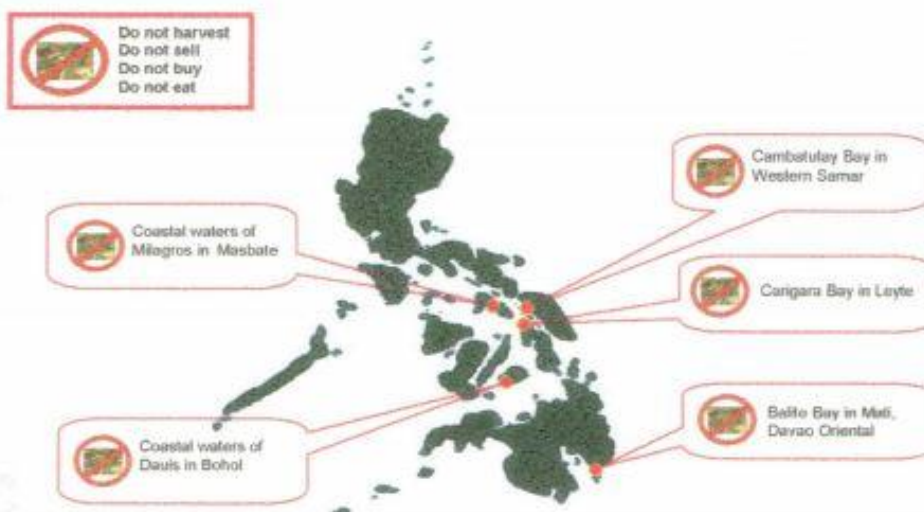 Do not harvest
Do not sell
Do not buy
Do not eat
Cambatulay Bay in
Western Samar
Coastal waters of
Milagros in Masbate
Carigara Bay in Leyte
Coastal waters of
Dauis in Bohol
Balite Bay in Mati,
Davao Oriental